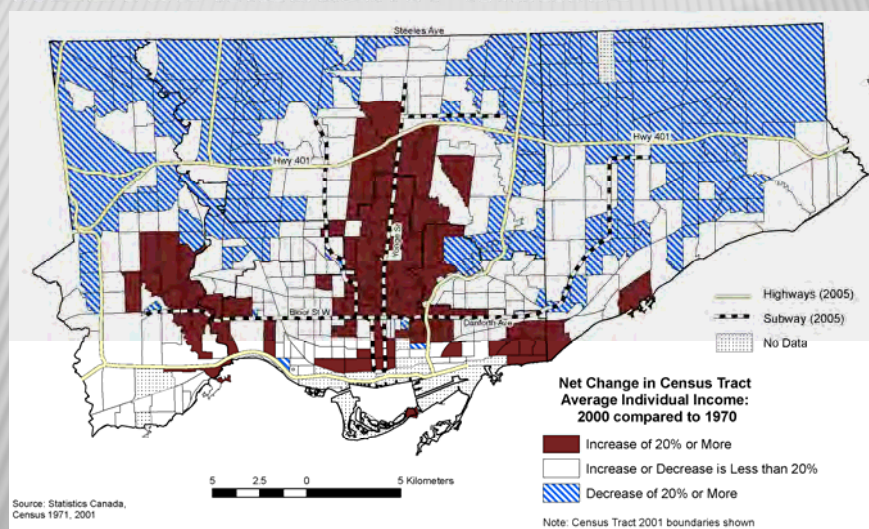 Steeles Ave
Hwy 401
Hwy 401
Yonge St
Bloor St W.
Danforth Ave
Highways (2005)
Subway (2005)
No Data
Net Change in Census Tract
Average Individual Income:
2000 compared to 1970
Increase of 20% or More
Increase or Decrease is Less than 20%
Decrease of 20% or More
5 2.5 0 5 Kilometers
Source: Statistics Canada,
Census 1971, 2001
Note: Census Tract 2001 boundaries shown